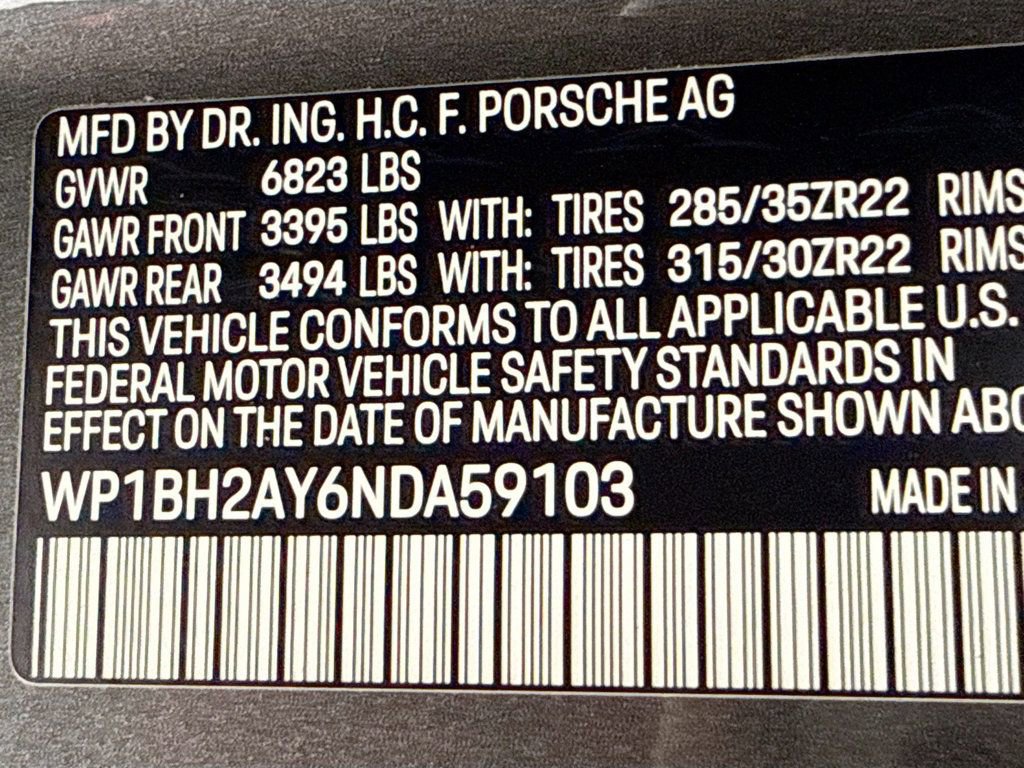 MFD BY DR. ING. H.C. F. PORSCHE AG
GVWR 6823 LBS
GAWR FRONT 3395 LBS WITH: TIRES 285/35ZR22 RIMS
GAWR REAR 3494 LBS WITH: TIRES 315/30ZR22 RIMS
THIS VEHICLE CONFORMS TO ALL APPLICABLE U.S.
FEDERAL MOTOR VEHICLE SAFETY STANDARDS IN
EFFECT ON THE DATE OF MANUFACTURE SHOWN
WP1BH2AY6NDA59103 MADE IN